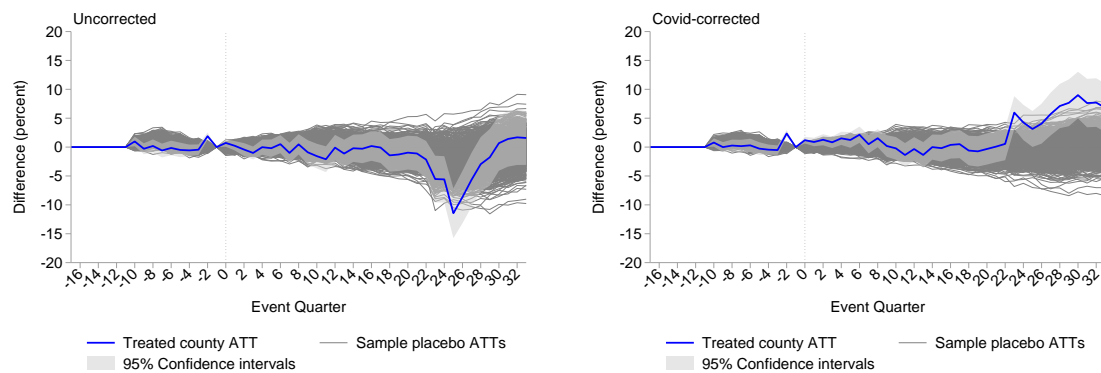 Uncorrected
20
15
10
5
0
-5
-10
-15
-20
Difference (percent)
-16 -14 -12 -10 -8 -6 -4 -2 0 2 4 6 8 10 12 14 16 18 20 22 24 26 28 30 32
Event Quarter
Treated county ATT
Sample placebo ATTs
95% Confidence intervals
Covid-corrected
20
15
10
5
0
-5
-10
-15
-20
Difference (percent)
-16 -14 -12 -10 -8 -6 -4 -2 0 2 4 6 8 10 12 14 16 18 20 22 24 26 28 30 32
Event Quarter
Treated county ATT
Sample placebo ATTs
95% Confidence intervals